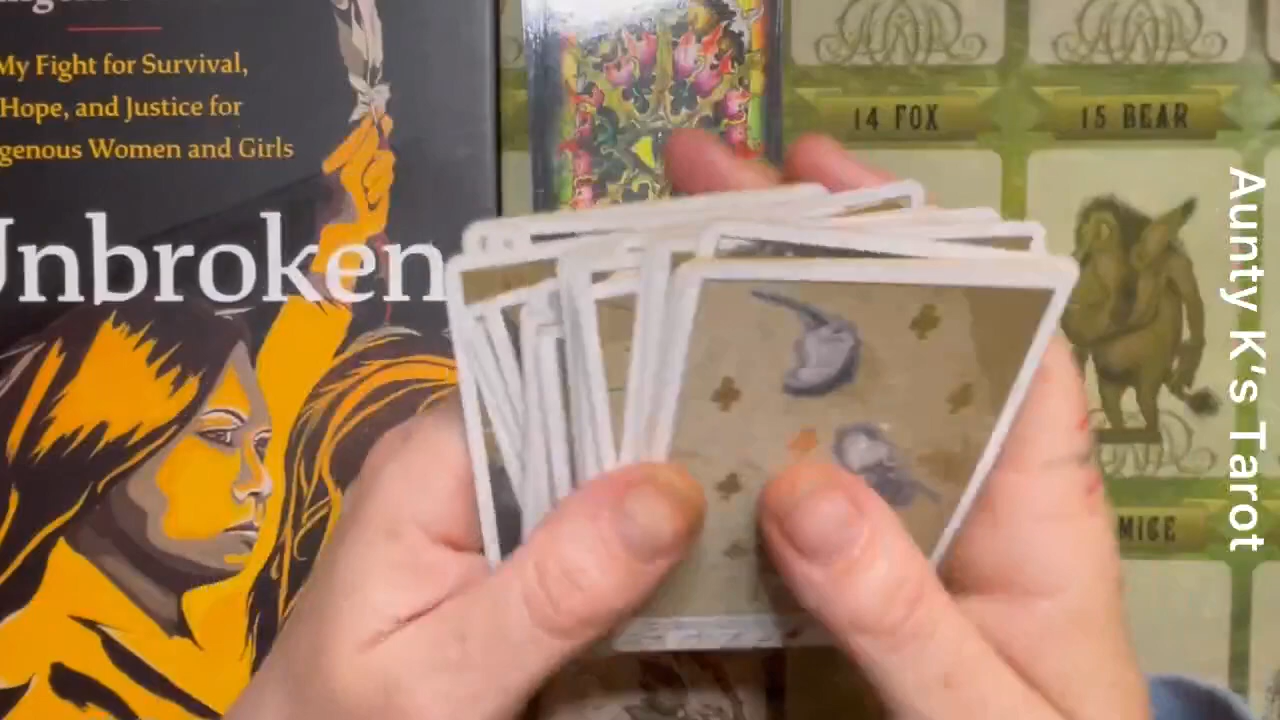 My Fight for Survival,
Hope, and Justice for
genous Women and Girls
Unbroken
14 FOX
15 BEAR
MICE
Aunty K's Tarot